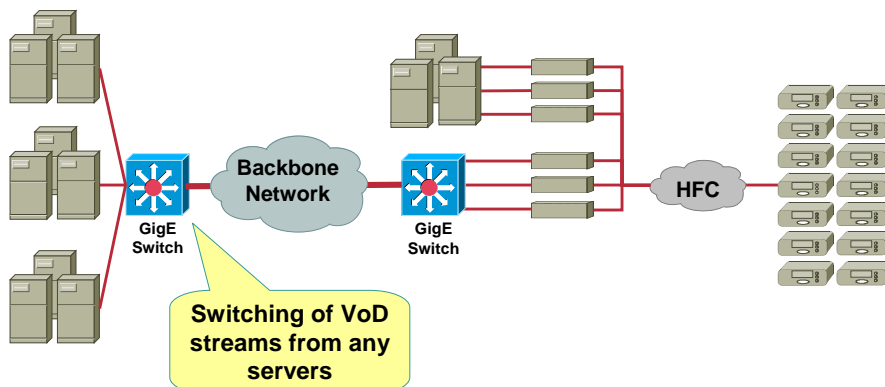 Backbone
Network
HFC
GigE
Switch
GigE
Switch
Switching of VoD
streams from any
servers